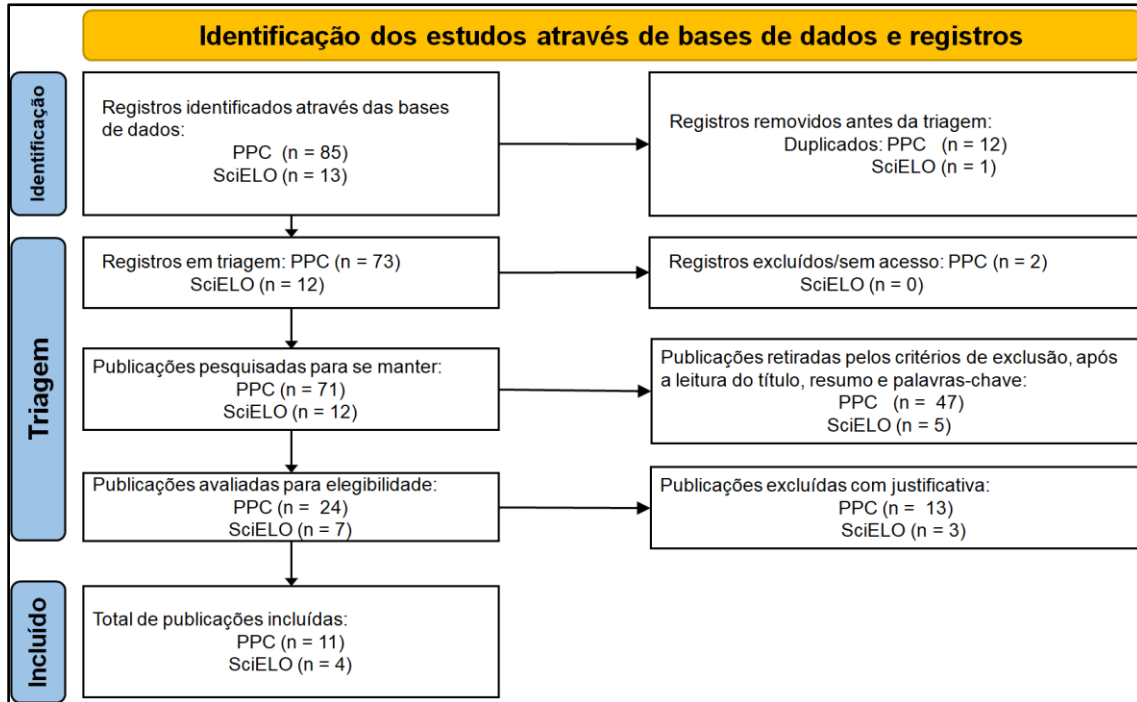 Identificação dos estudos através de bases de dados e registros
Identificação
Registros identificados através das bases
de dados:
PPC (n = 85)
SciELO (n = 13)
Registros removidos antes da triagem:
Duplicados: PPC (n = 12)
SciELO (n = 1)
Triagem
Registros em triagem: PPC (n = 73)
SciELO (n = 12)
Registros excluídos/sem acesso: PPC (n = 2)
SciELO (n = 0)
Publicações pesquisadas para se manter:
PPC (n = 71)
SciELO (n = 12)
Publicações retiradas pelos critérios de exclusão, após
a leitura do título, resumo e palavras-chave:
PPC (n = 47)
SciELO (n = 5)
Publicações avaliadas para elegibilidade:
PPC (n = 24)
SciELO (n = 7)
Publicações excluídas com justificativa:
PPC (n = 13)
SciELO (n = 3)
Incluído
Total de publicações incluídas:
PPC (n = 11)
SciELO (n = 4)